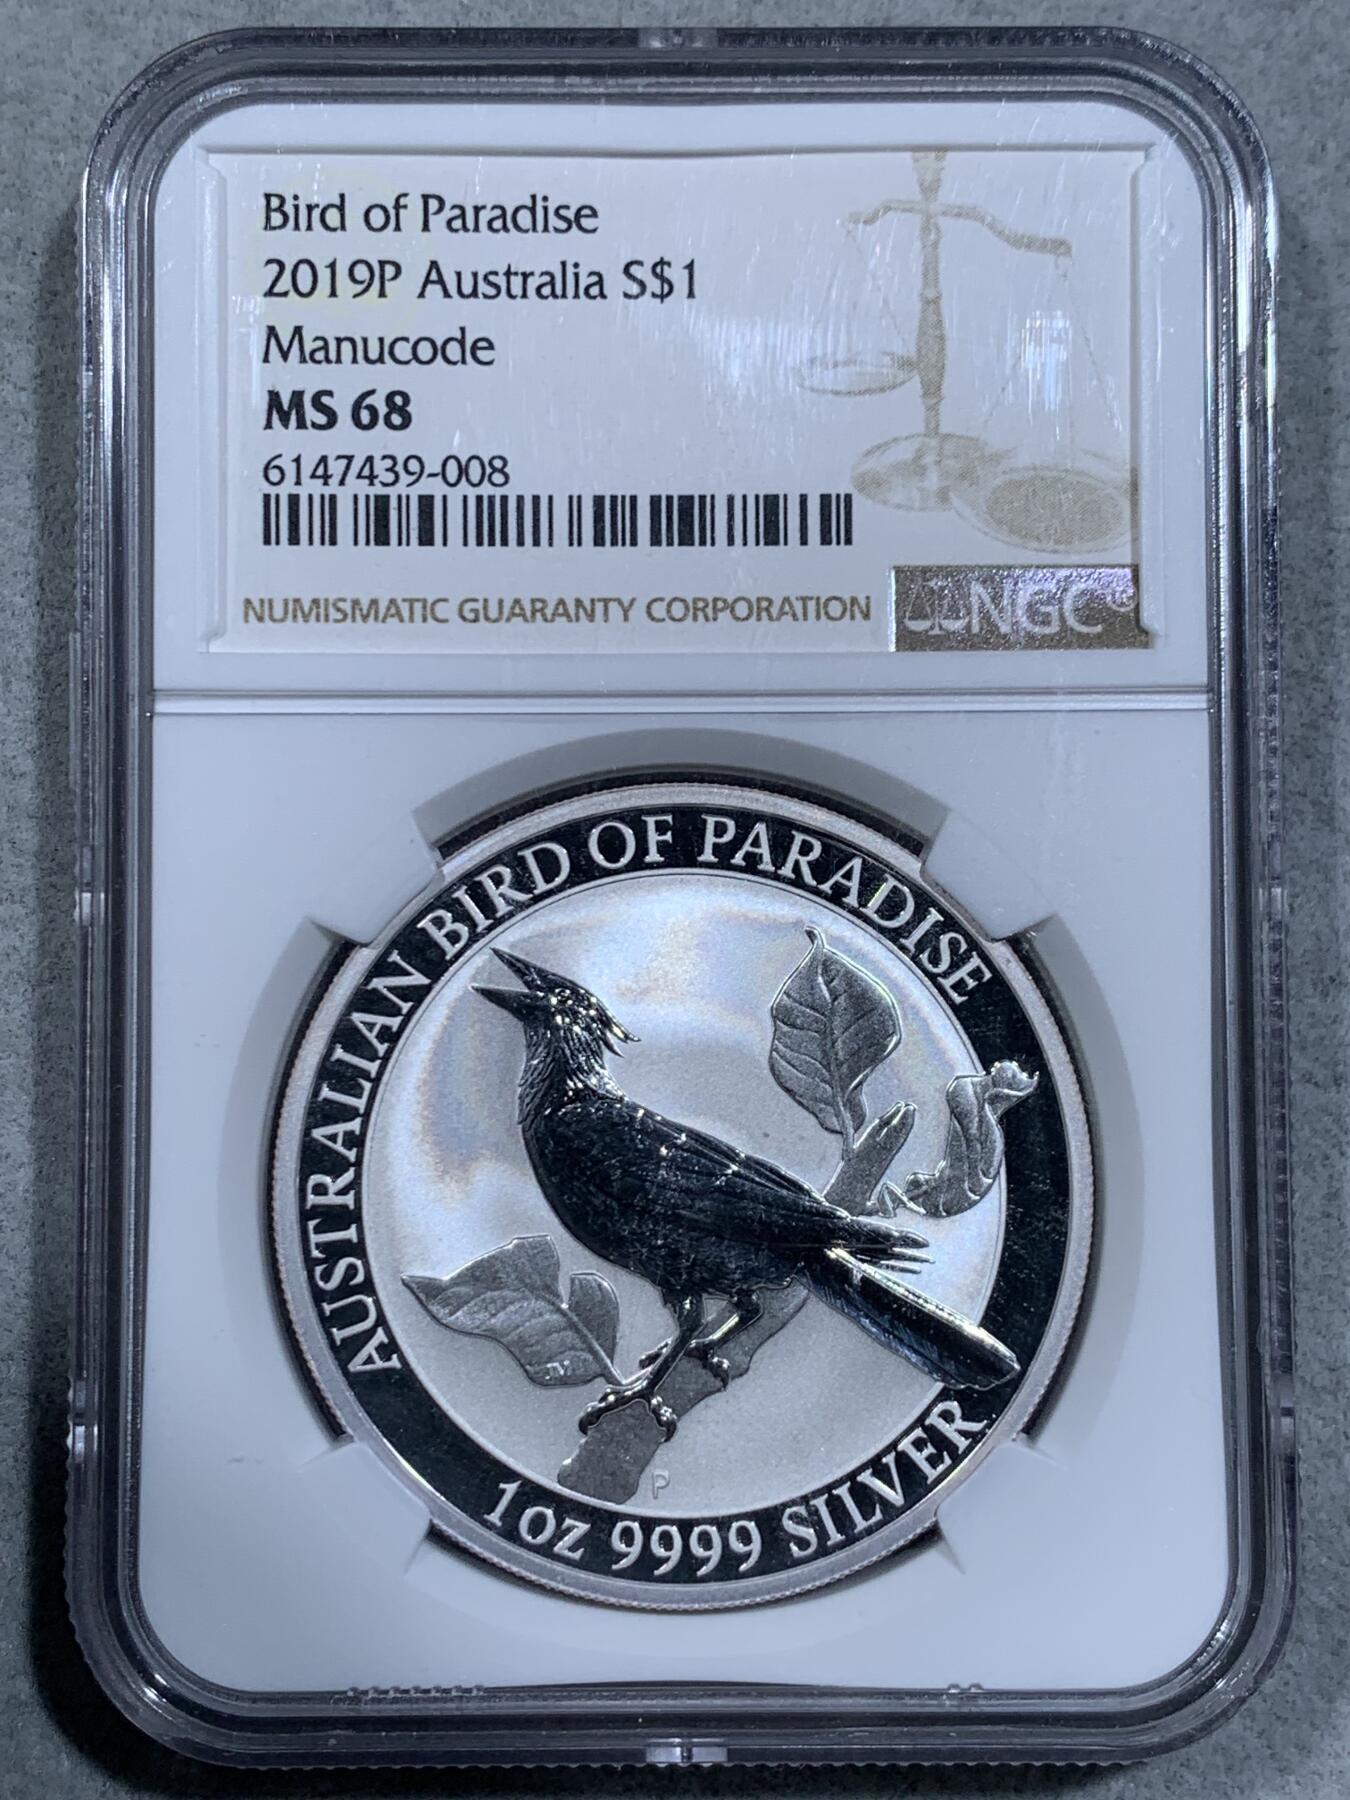 Bird of Paradise
2019P Australia S$1
Manucode
MS 68
6147439-008
NUMISMATIC GUARANTY CORPORATION
NGC®
AUSTRALIAN BIRD OF PARADISE
JM
P
1oz 9999 SILVER